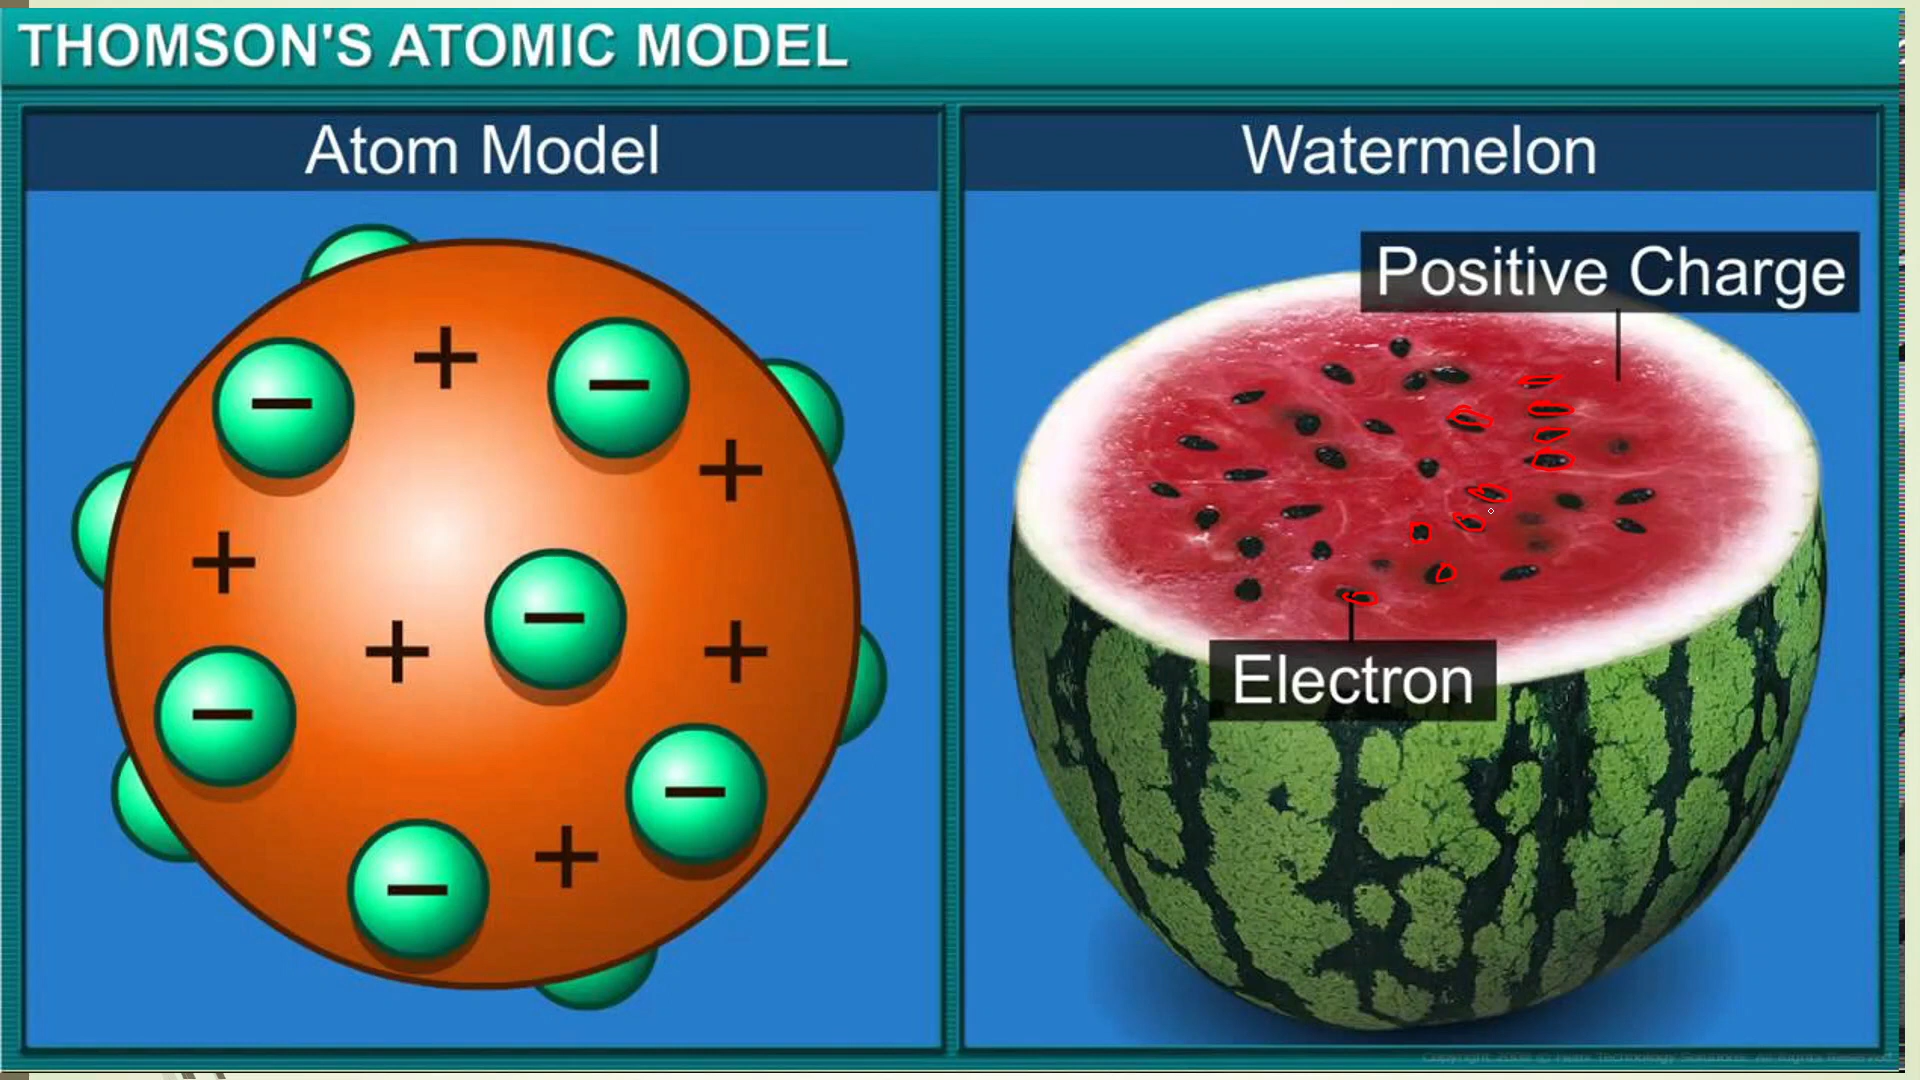 THOMSON'S ATOMIC MODEL
Atom Model
Watermelon
Positive Charge
+
−
−
+
+
−
+
+
−
−
+
−
Electron